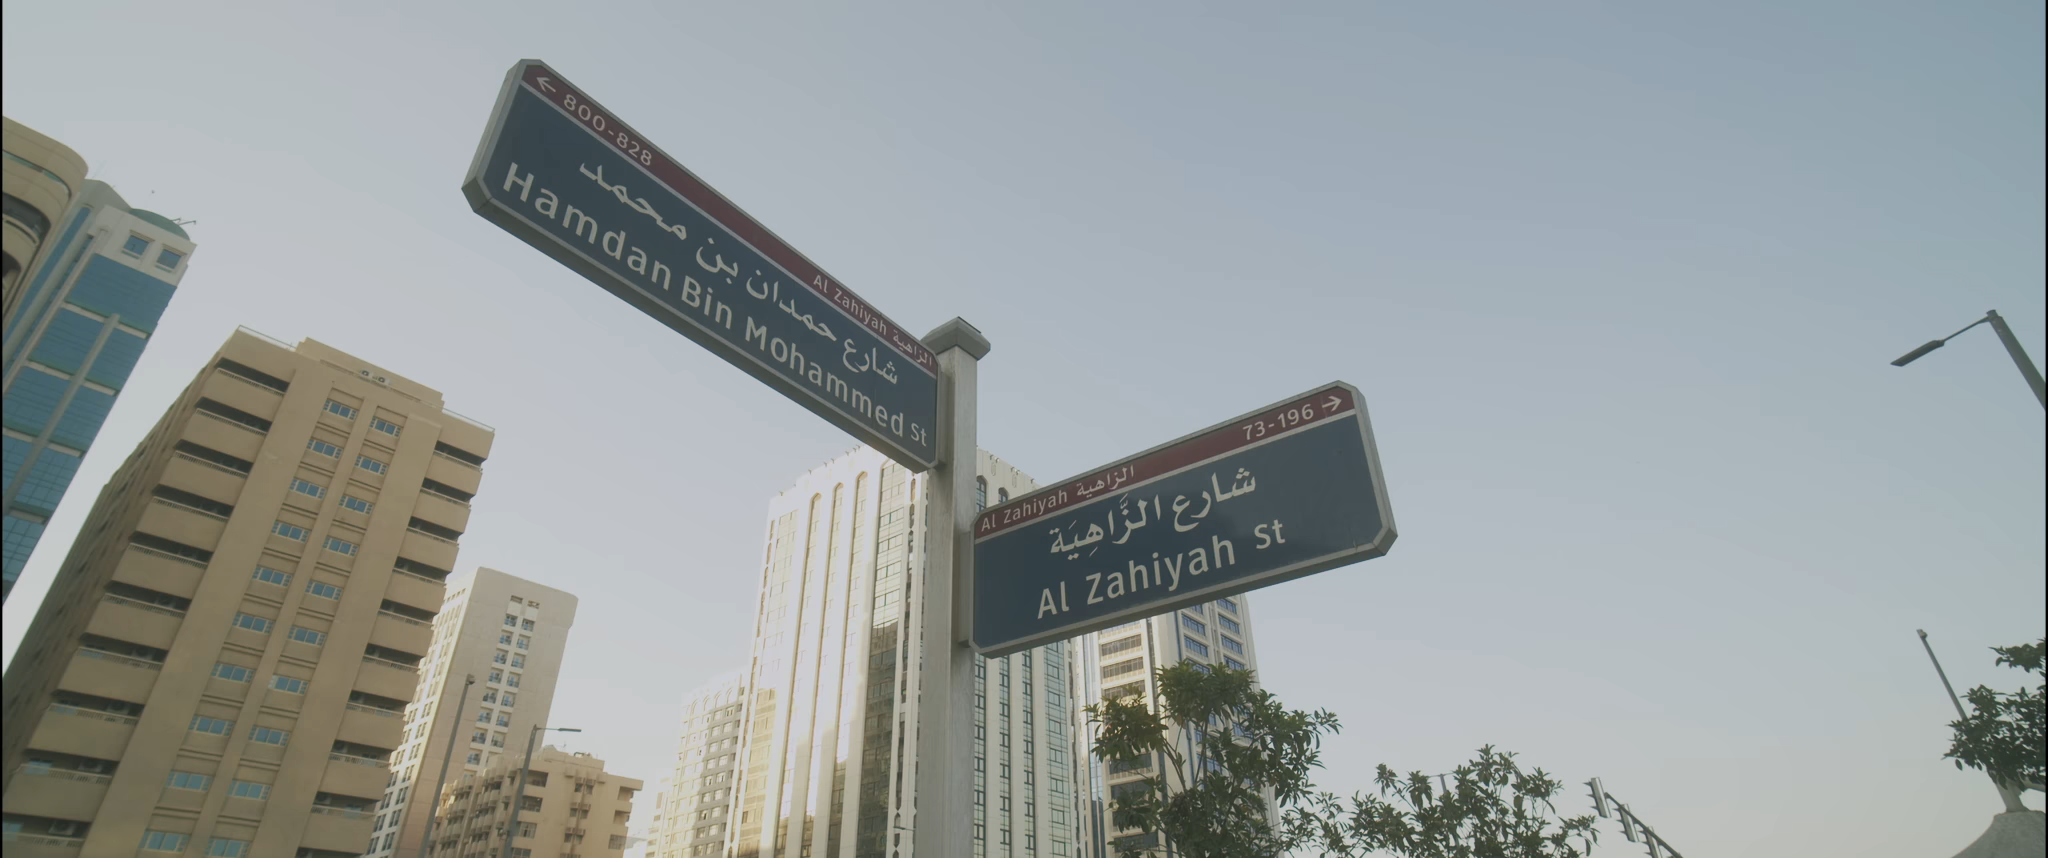 ← 800-828
Al Zahiyah الزاهية
شارع حمدان بن محمد
Hamdan Bin Mohammed St
73-196 →
Al Zahiyah الزاهية
شارع الزَّاهِيَة
Al Zahiyah St